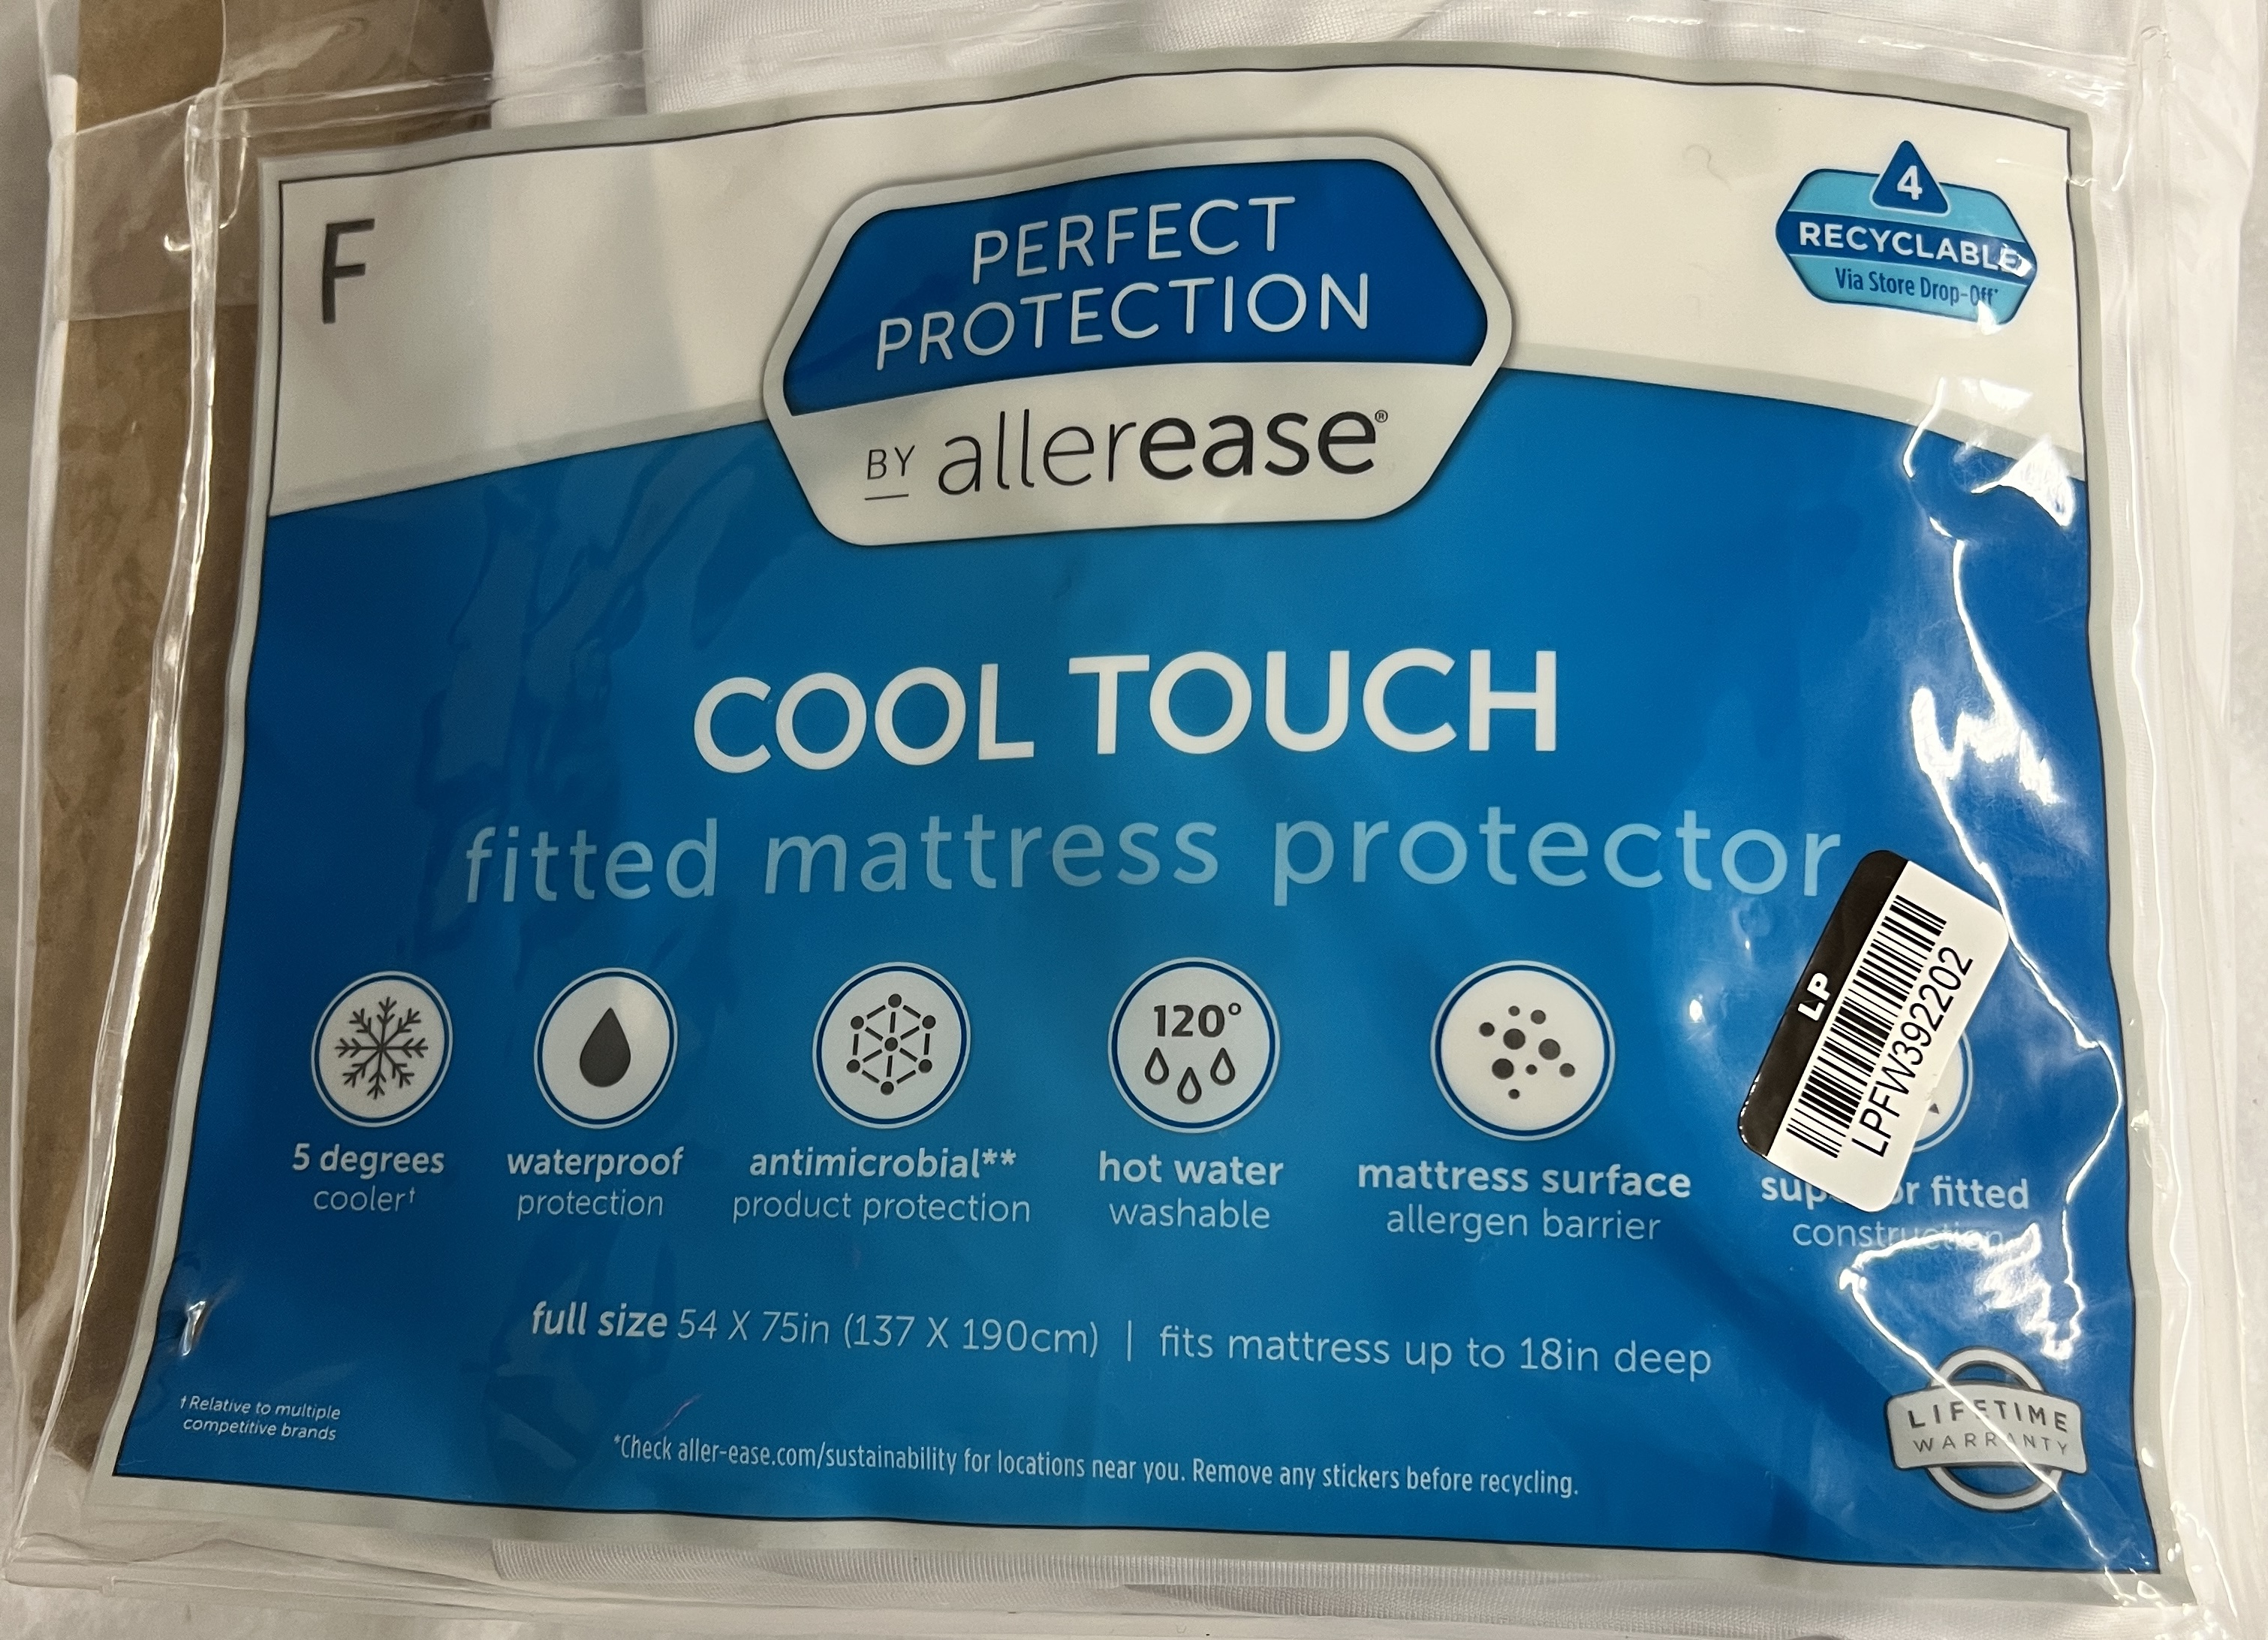 F
PERFECT
PROTECTION
BY allerease®
4
RECYCLABLE
Via Store Drop-Off*
COOL TOUCH
fitted mattress protector
LP
LPFW392202
5 degrees
cooler†
waterproof
protection
antimicrobial**
product protection
120°
hot water
washable
mattress surface
allergen barrier
fitted
construction
full size 54 X 75in (137 X 190cm) | fits mattress up to 18in deep
† Relative to multiple
competitive brands
*Check aller-ease.com/sustainability for locations near you. Remove any stickers before recycling.
LIFETIME
WARRANTY